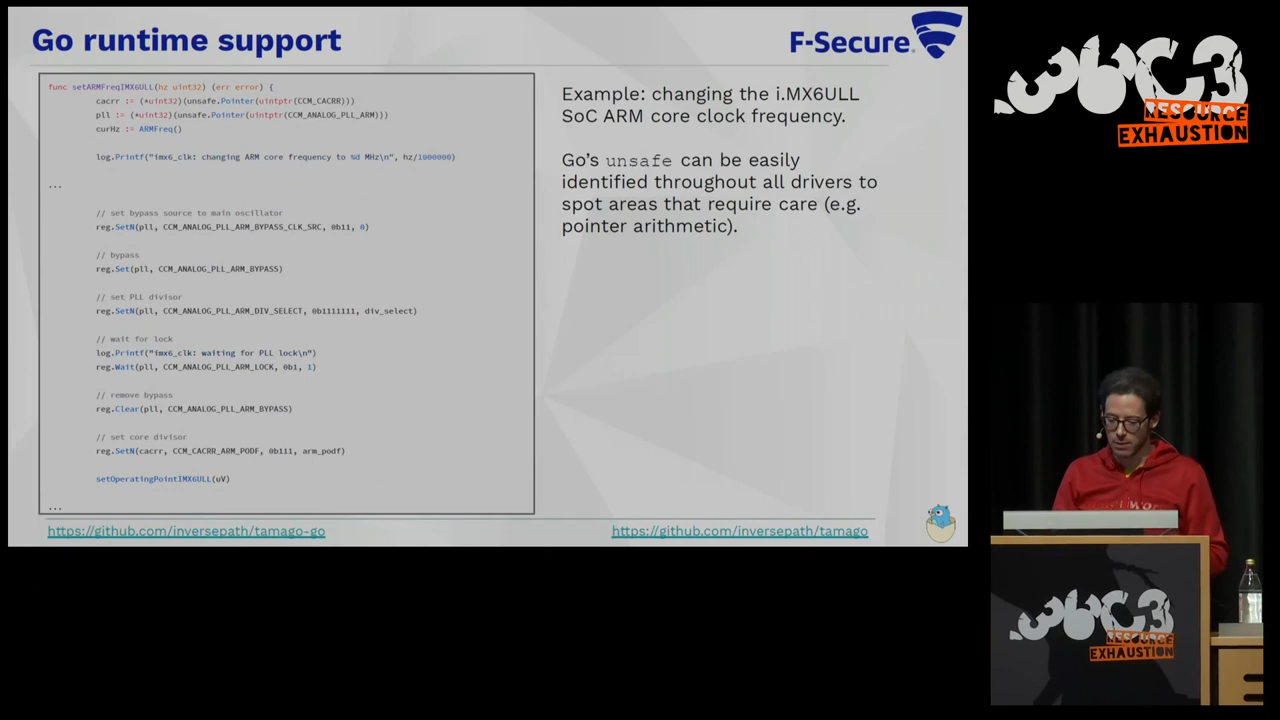 Go runtime support
F-Secure.
func setARMFreqIMX6ULL(hz uint32) (err error) {
cacrr := (*uint32)(unsafe.Pointer(uintptr(CCM_CACRR)))
pll := (*uint32)(unsafe.Pointer(uintptr(CCM_ANALOG_PLL_ARM)))
curHz := ARMFreq()
log.Printf("imx6_clk: changing ARM core frequency to %d MHz\n", hz/1000000)
...
// set bypass source to main oscillator
reg.SetN(pll, CCM_ANALOG_PLL_ARM_BYPASS_CLK_SRC, 0b11, 0)
// bypass
reg.Set(pll, CCM_ANALOG_PLL_ARM_BYPASS)
// set PLL divisor
reg.SetN(pll, CCM_ANALOG_PLL_ARM_DIV_SELECT, 0b1111111, div_select)
// wait for lock
log.Printf("imx6_clk: waiting for PLL lock\n")
reg.Wait(pll, CCM_ANALOG_PLL_ARM_LOCK, 0b1, 1)
// remove bypass
reg.Clear(pll, CCM_ANALOG_PLL_ARM_BYPASS)
// set core divisor
reg.SetN(cacrr, CCM_CACRR_ARM_PODF, 0b111, arm_podf)
setOperatingPointIMX6ULL(uV)
...
Example: changing the i.MX6ULL
SoC ARM core clock frequency.
Go's unsafe can be easily
identified throughout all drivers to
spot areas that require care (e.g.
pointer arithmetic).
https://github.com/inversepath/tamago-go
https://github.com/inversepath/tamago
36C3
RESOURCE
EXHAUSTION
36C3
RESOURCE
EXHAUSTION